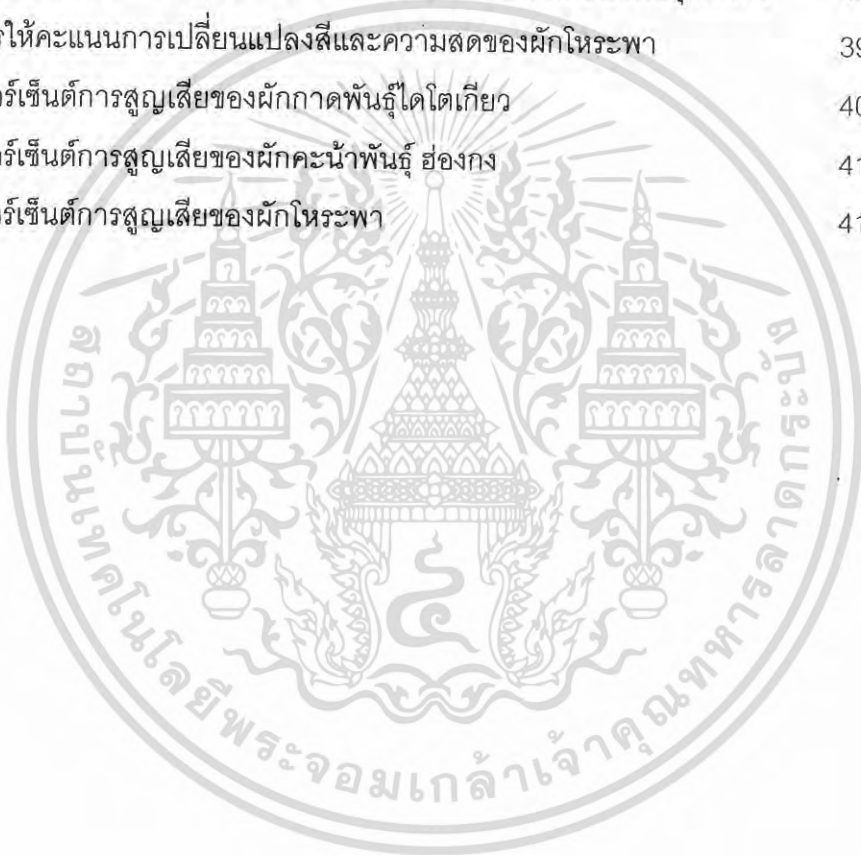 รให้คะแนนการเปลี่ยนแปลงสีและความสดของผักโหระพา 39
ร์เซ็นต์การสูญเสียของผักกาดพันธุ์ไดโตเกียว 40
ร์เซ็นต์การสูญเสียของผักคะน้าพันธุ์ ฮ่องกง 41
ร์เซ็นต์การสูญเสียของผักโหระพา 41
สถาบันเทคโนโลยีพระจอมเกล้าเจ้าคุณทหารลาดกระบัง